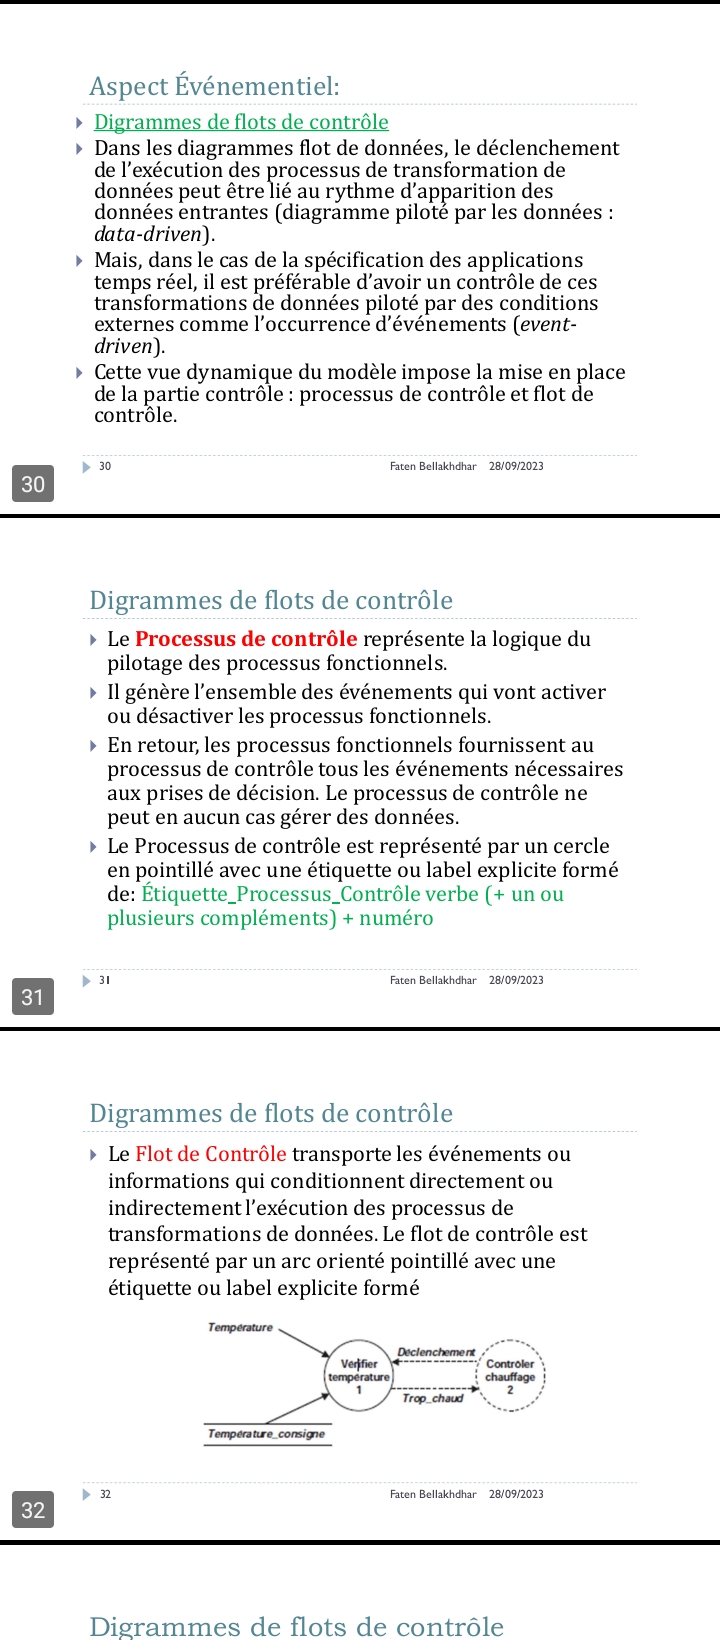 Aspect Événementiel:
Digrammes de flots de contrôle
Dans les diagrammes flot de données, le déclenchement
de l'exécution des processus de transformation de
données peut être lié au rythme d'apparition des
données entrantes (diagramme piloté par les données :
data-driven).
Mais, dans le cas de la spécification des applications
temps réel, il est préférable d'avoir un contrôle de ces
transformations de données piloté par des conditions
externes comme l'occurrence d'événements (event-
driven).
Cette vue dynamique du modèle impose la mise en place
de la partie contrôle : processus de contrôle et flot de
contrôle.
30 Faten Bellakhdhar 28/09/2023
30
Digrammes de flots de contrôle
Le Processus de contrôle représente la logique du
pilotage des processus fonctionnels.
Il génère l'ensemble des événements qui vont activer
ou désactiver les processus fonctionnels.
En retour, les processus fonctionnels fournissent au
processus de contrôle tous les événements nécessaires
aux prises de décision. Le processus de contrôle ne
peut en aucun cas gérer des données.
Le Processus de contrôle est représenté par un cercle
en pointillé avec une étiquette ou label explicite formé
de: Étiquette_Processus_Contrôle verbe (+ un ou
plusieurs compléments) + numéro
31 Faten Bellakhdhar 28/09/2023
31
Digrammes de flots de contrôle
Le Flot de Contrôle transporte les événements ou
informations qui conditionnent directement ou
indirectement l'exécution des processus de
transformations de données. Le flot de contrôle est
représenté par un arc orienté pointillé avec une
étiquette ou label explicite formé
Température
Vérifier
température
1
Déclenchement
Trop_chaud
Contrôler
chauffage
2
Température_consigne
32 Faten Bellakhdhar 28/09/2023
32
Digrammes de flots de contrôle